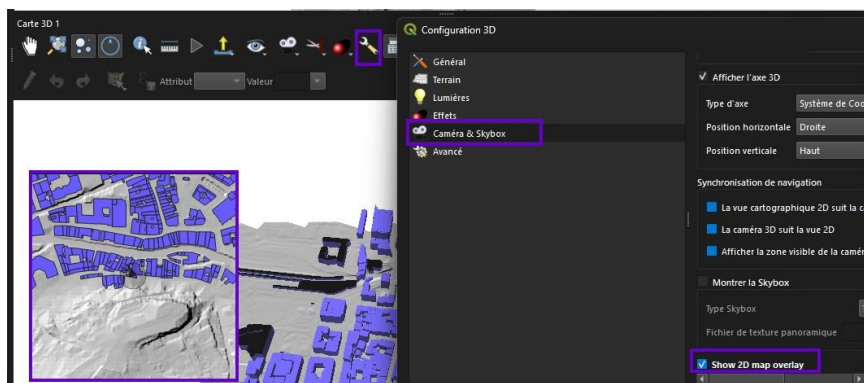 Carte 3D 1
Attribut
Valeur
Configuration 3D
Général
Terrain
Lumières
Effets
Caméra & Skybox
Avancé
Afficher l'axe 3D
Type d'axe Système de Coo
Position horizontale Droite
Position verticale Haut
Synchronisation de navigation
La vue cartographique 2D suit la c
La caméra 3D suit la vue 2D
Afficher la zone visible de la camér
Montrer la Skybox
Type Skybox
Fichier de texture panoramique
Show 2D map overlay